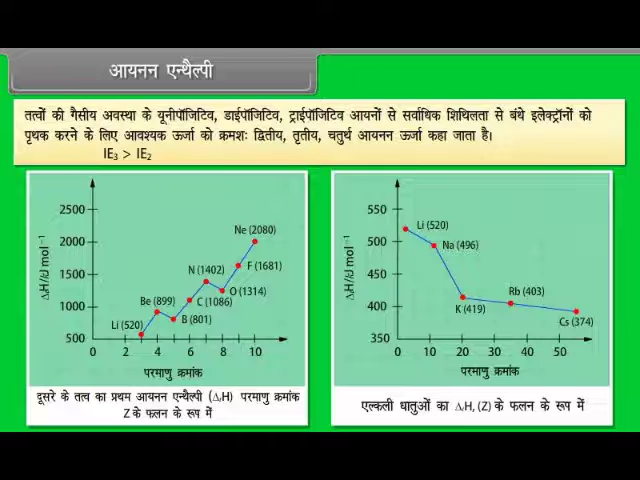 आयनन एन्थैल्पी
तत्वों की गैसीय अवस्था के यूनीपॉजिटिव, डाईपॉजिटिव, ट्राईपॉजिटिव आयनों से सर्वाधिक शिथिलता से बंधे इलेक्ट्रॉनों को
पृथक करने के लिए आवश्यक ऊर्जा को क्रमशः द्वितीय, तृतीय, चतुर्थ आयनन ऊर्जा कहा जाता है।
IE₃ > IE₂
2500
2000
1500
1000
500
ΔᵢH/kJ mol⁻¹
Ne (2080)
N (1402)
F (1681)
O (1314)
Be (899)
C (1086)
Li (520)
B (801)
0 2 4 6 8 10
परमाणु क्रमांक
दूसरे के तत्व का प्रथम आयनन एन्थैल्पी (ΔᵢH) परमाणु क्रमांक
Z के फलन के रूप में
550
500
450
400
350
ΔᵢH/kJ mol⁻¹
Li (520)
Na (496)
Rb (403)
K (419)
Cs (374)
0 10 20 30 40 50
परमाणु क्रमांक
एल्कली धातुओं का ΔᵢH, (Z) के फलन के रूप में